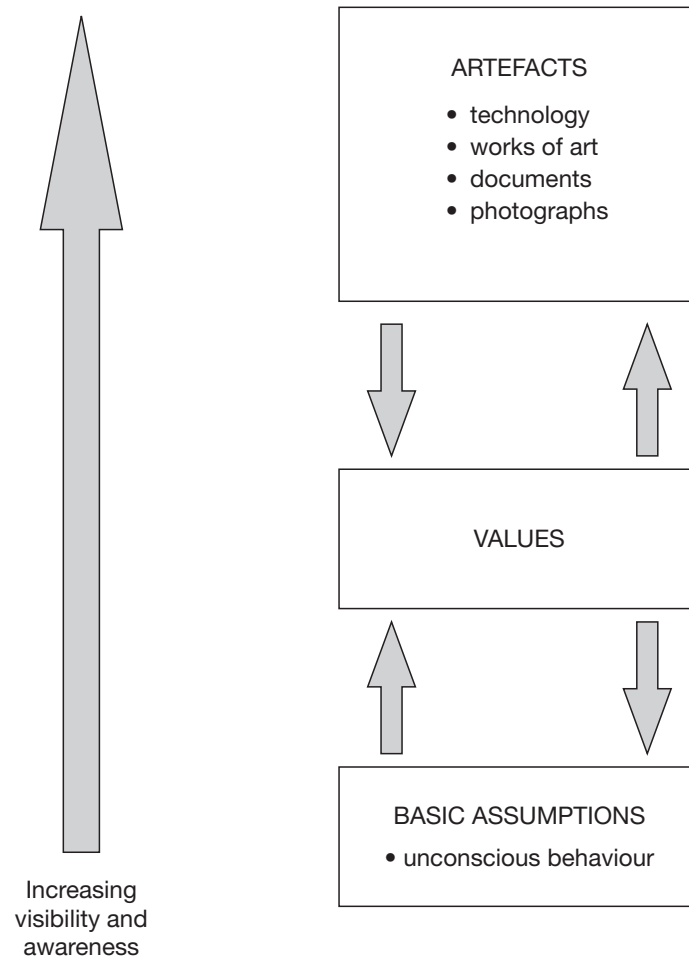 ARTEFACTS
• technology
• works of art
• documents
• photographs
VALUES
BASIC ASSUMPTIONS
• unconscious behaviour
Increasing
visibility and
awareness